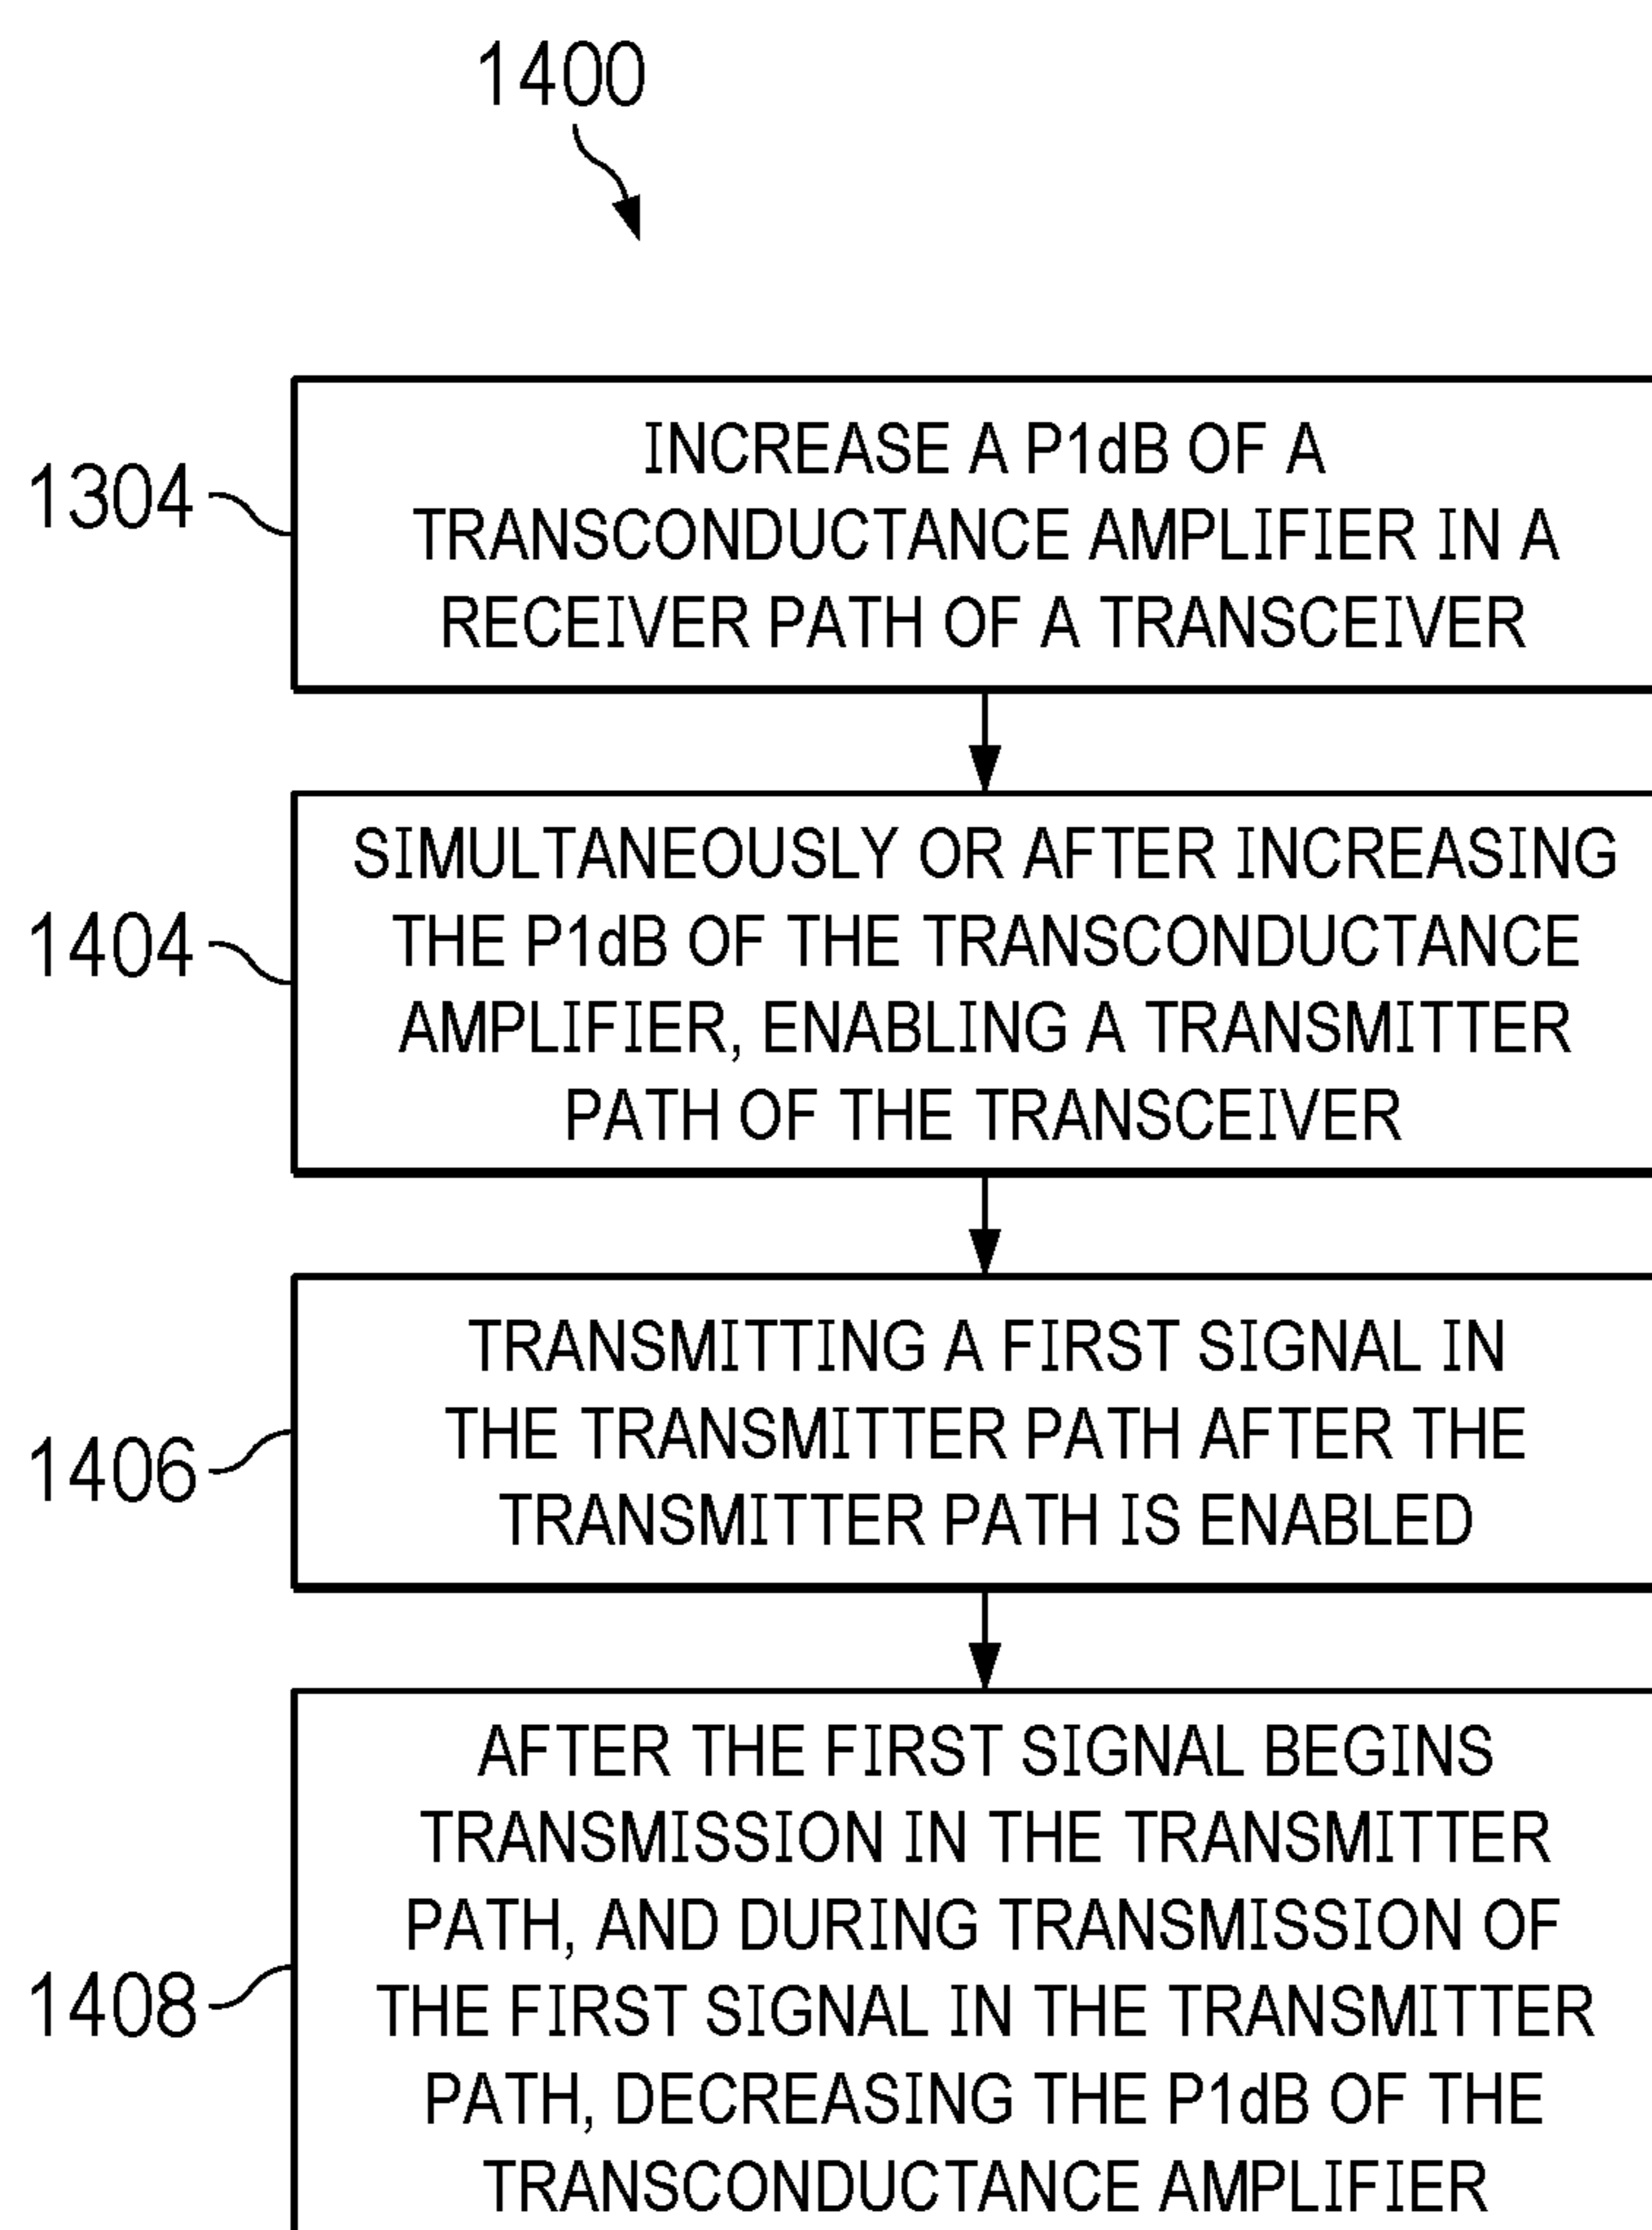 1400
1304
INCREASE A P1dB OF A
TRANSCONDUCTANCE AMPLIFIER IN A
RECEIVER PATH OF A TRANSCEIVER
1404
SIMULTANEOUSLY OR AFTER INCREASING
THE P1dB OF THE TRANSCONDUCTANCE
AMPLIFIER, ENABLING A TRANSMITTER
PATH OF THE TRANSCEIVER
1406
TRANSMITTING A FIRST SIGNAL IN
THE TRANSMITTER PATH AFTER THE
TRANSMITTER PATH IS ENABLED
1408
AFTER THE FIRST SIGNAL BEGINS
TRANSMISSION IN THE TRANSMITTER
PATH, AND DURING TRANSMISSION OF
THE FIRST SIGNAL IN THE TRANSMITTER
PATH, DECREASING THE P1dB OF THE
TRANSCONDUCTANCE AMPLIFIER